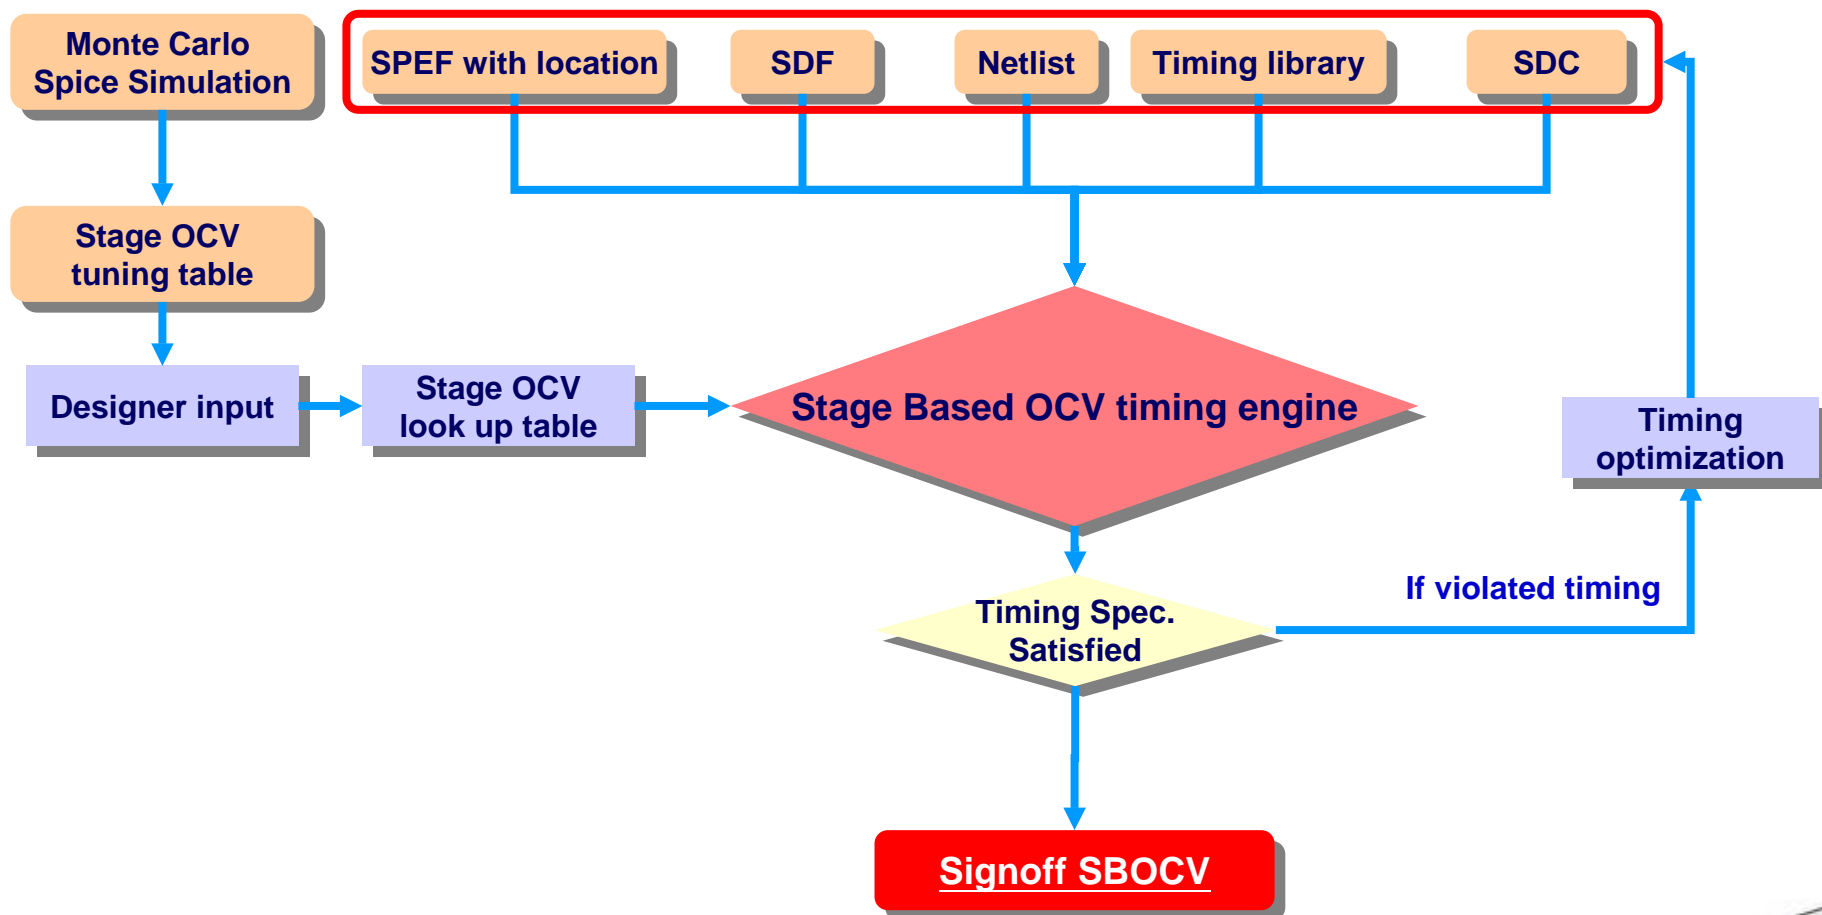 Monte Carlo
Spice Simulation
SPEF with location
SDF
Netlist
Timing library
SDC
Stage OCV
tuning table
Designer input
Stage OCV
look up table
Stage Based OCV timing engine
Timing
optimization
If violated timing
Timing Spec.
Satisfied
Signoff SBOCV